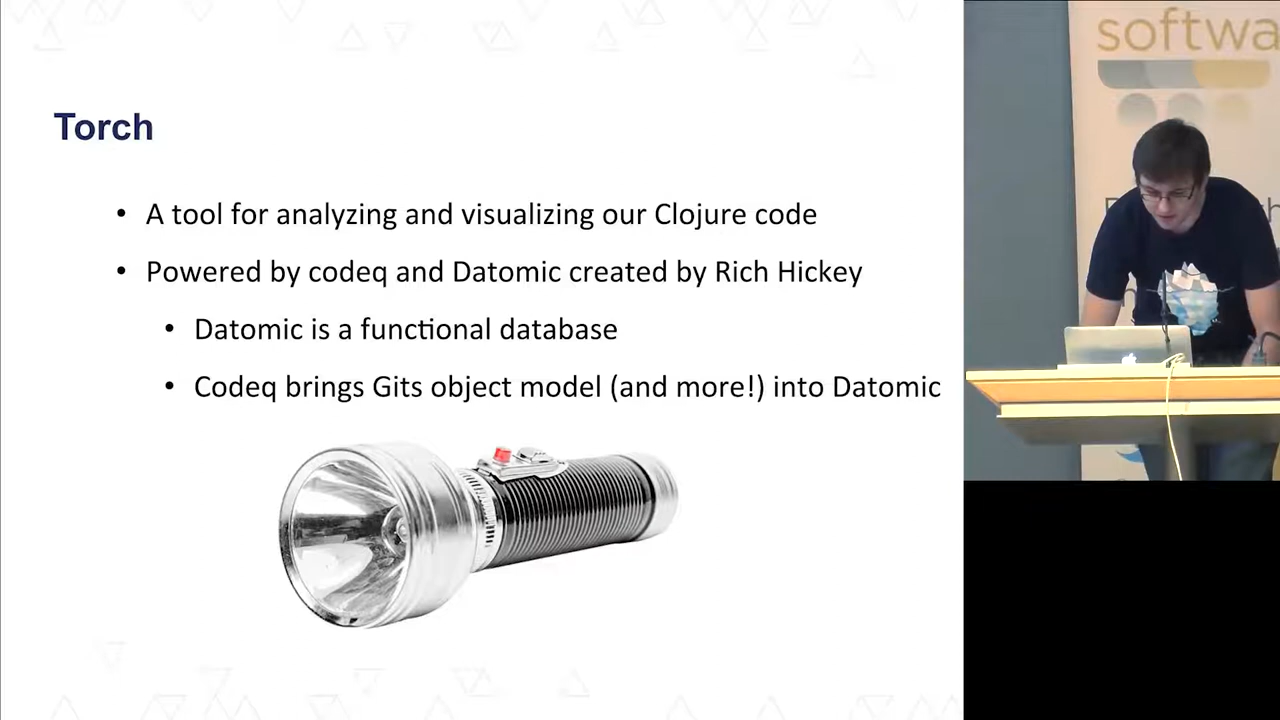 Torch
• A tool for analyzing and visualizing our Clojure code
• Powered by codeq and Datomic created by Rich Hickey
• Datomic is a functional database
• Codeq brings Gits object model (and more!) into Datomic
softwa